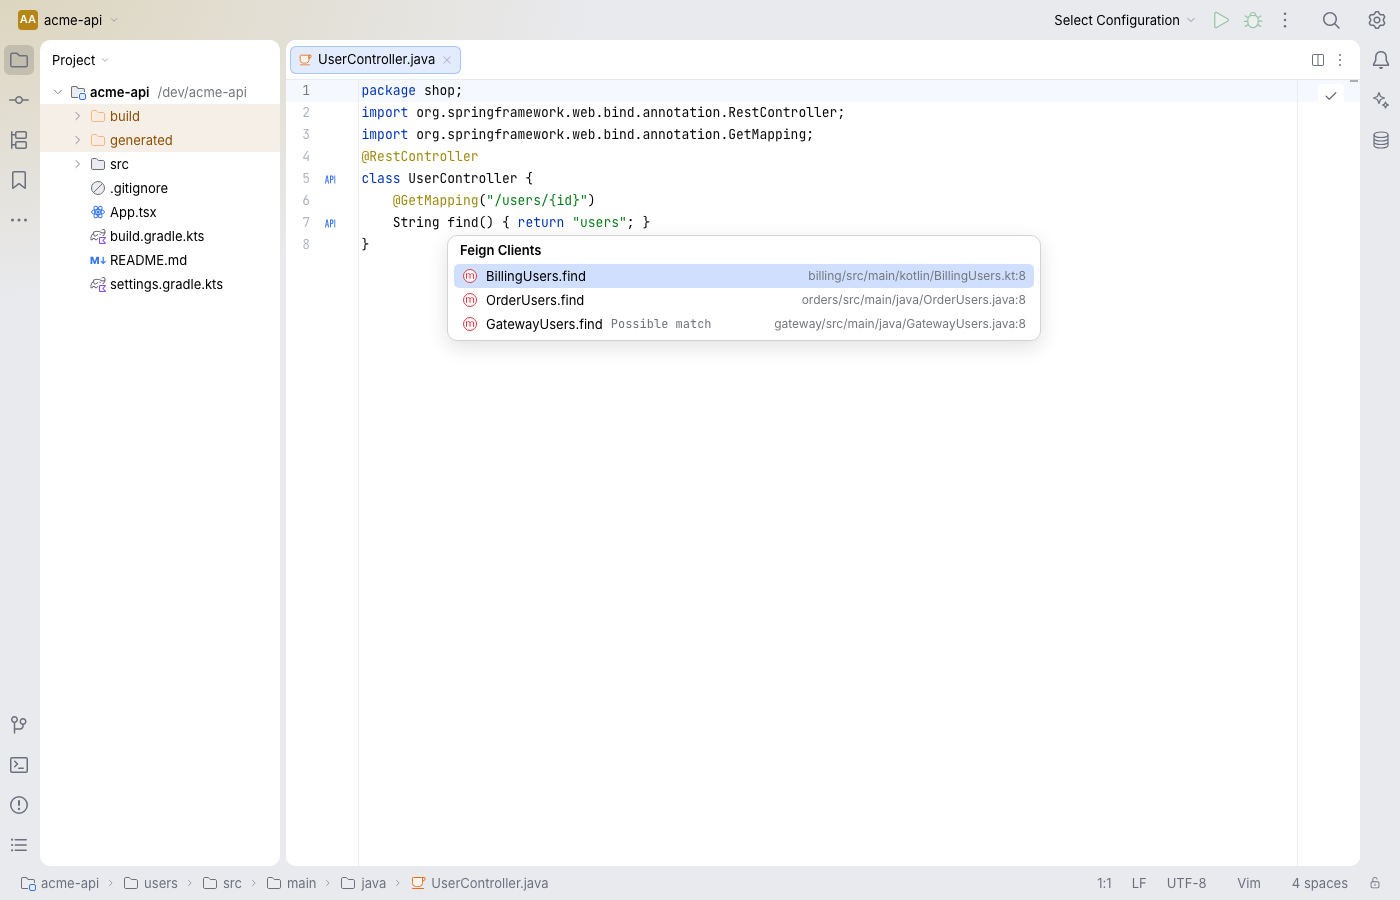 AA acme-api
Select Configuration
Project
UserController.java
acme-api /dev/acme-api
build
generated
src
.gitignore
App.tsx
build.gradle.kts
M↓ README.md
settings.gradle.kts
1 package shop;
2 import org.springframework.web.bind.annotation.RestController;
3 import org.springframework.web.bind.annotation.GetMapping;
4 @RestController
5 API class UserController {
6 @GetMapping("/users/{id}")
7 API String find() { return "users"; }
8 }
Feign Clients
m BillingUsers.find billing/src/main/kotlin/BillingUsers.kt:8
m OrderUsers.find orders/src/main/java/OrderUsers.java:8
m GatewayUsers.find Possible match gateway/src/main/java/GatewayUsers.java:8
acme-api users src main java UserController.java
1:1 LF UTF-8 Vim 4 spaces